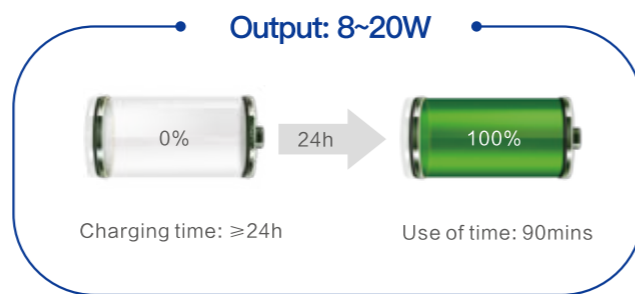 Output: 8~20W
0%
24h
100%
Charging time: ≥24h
Use of time: 90mins